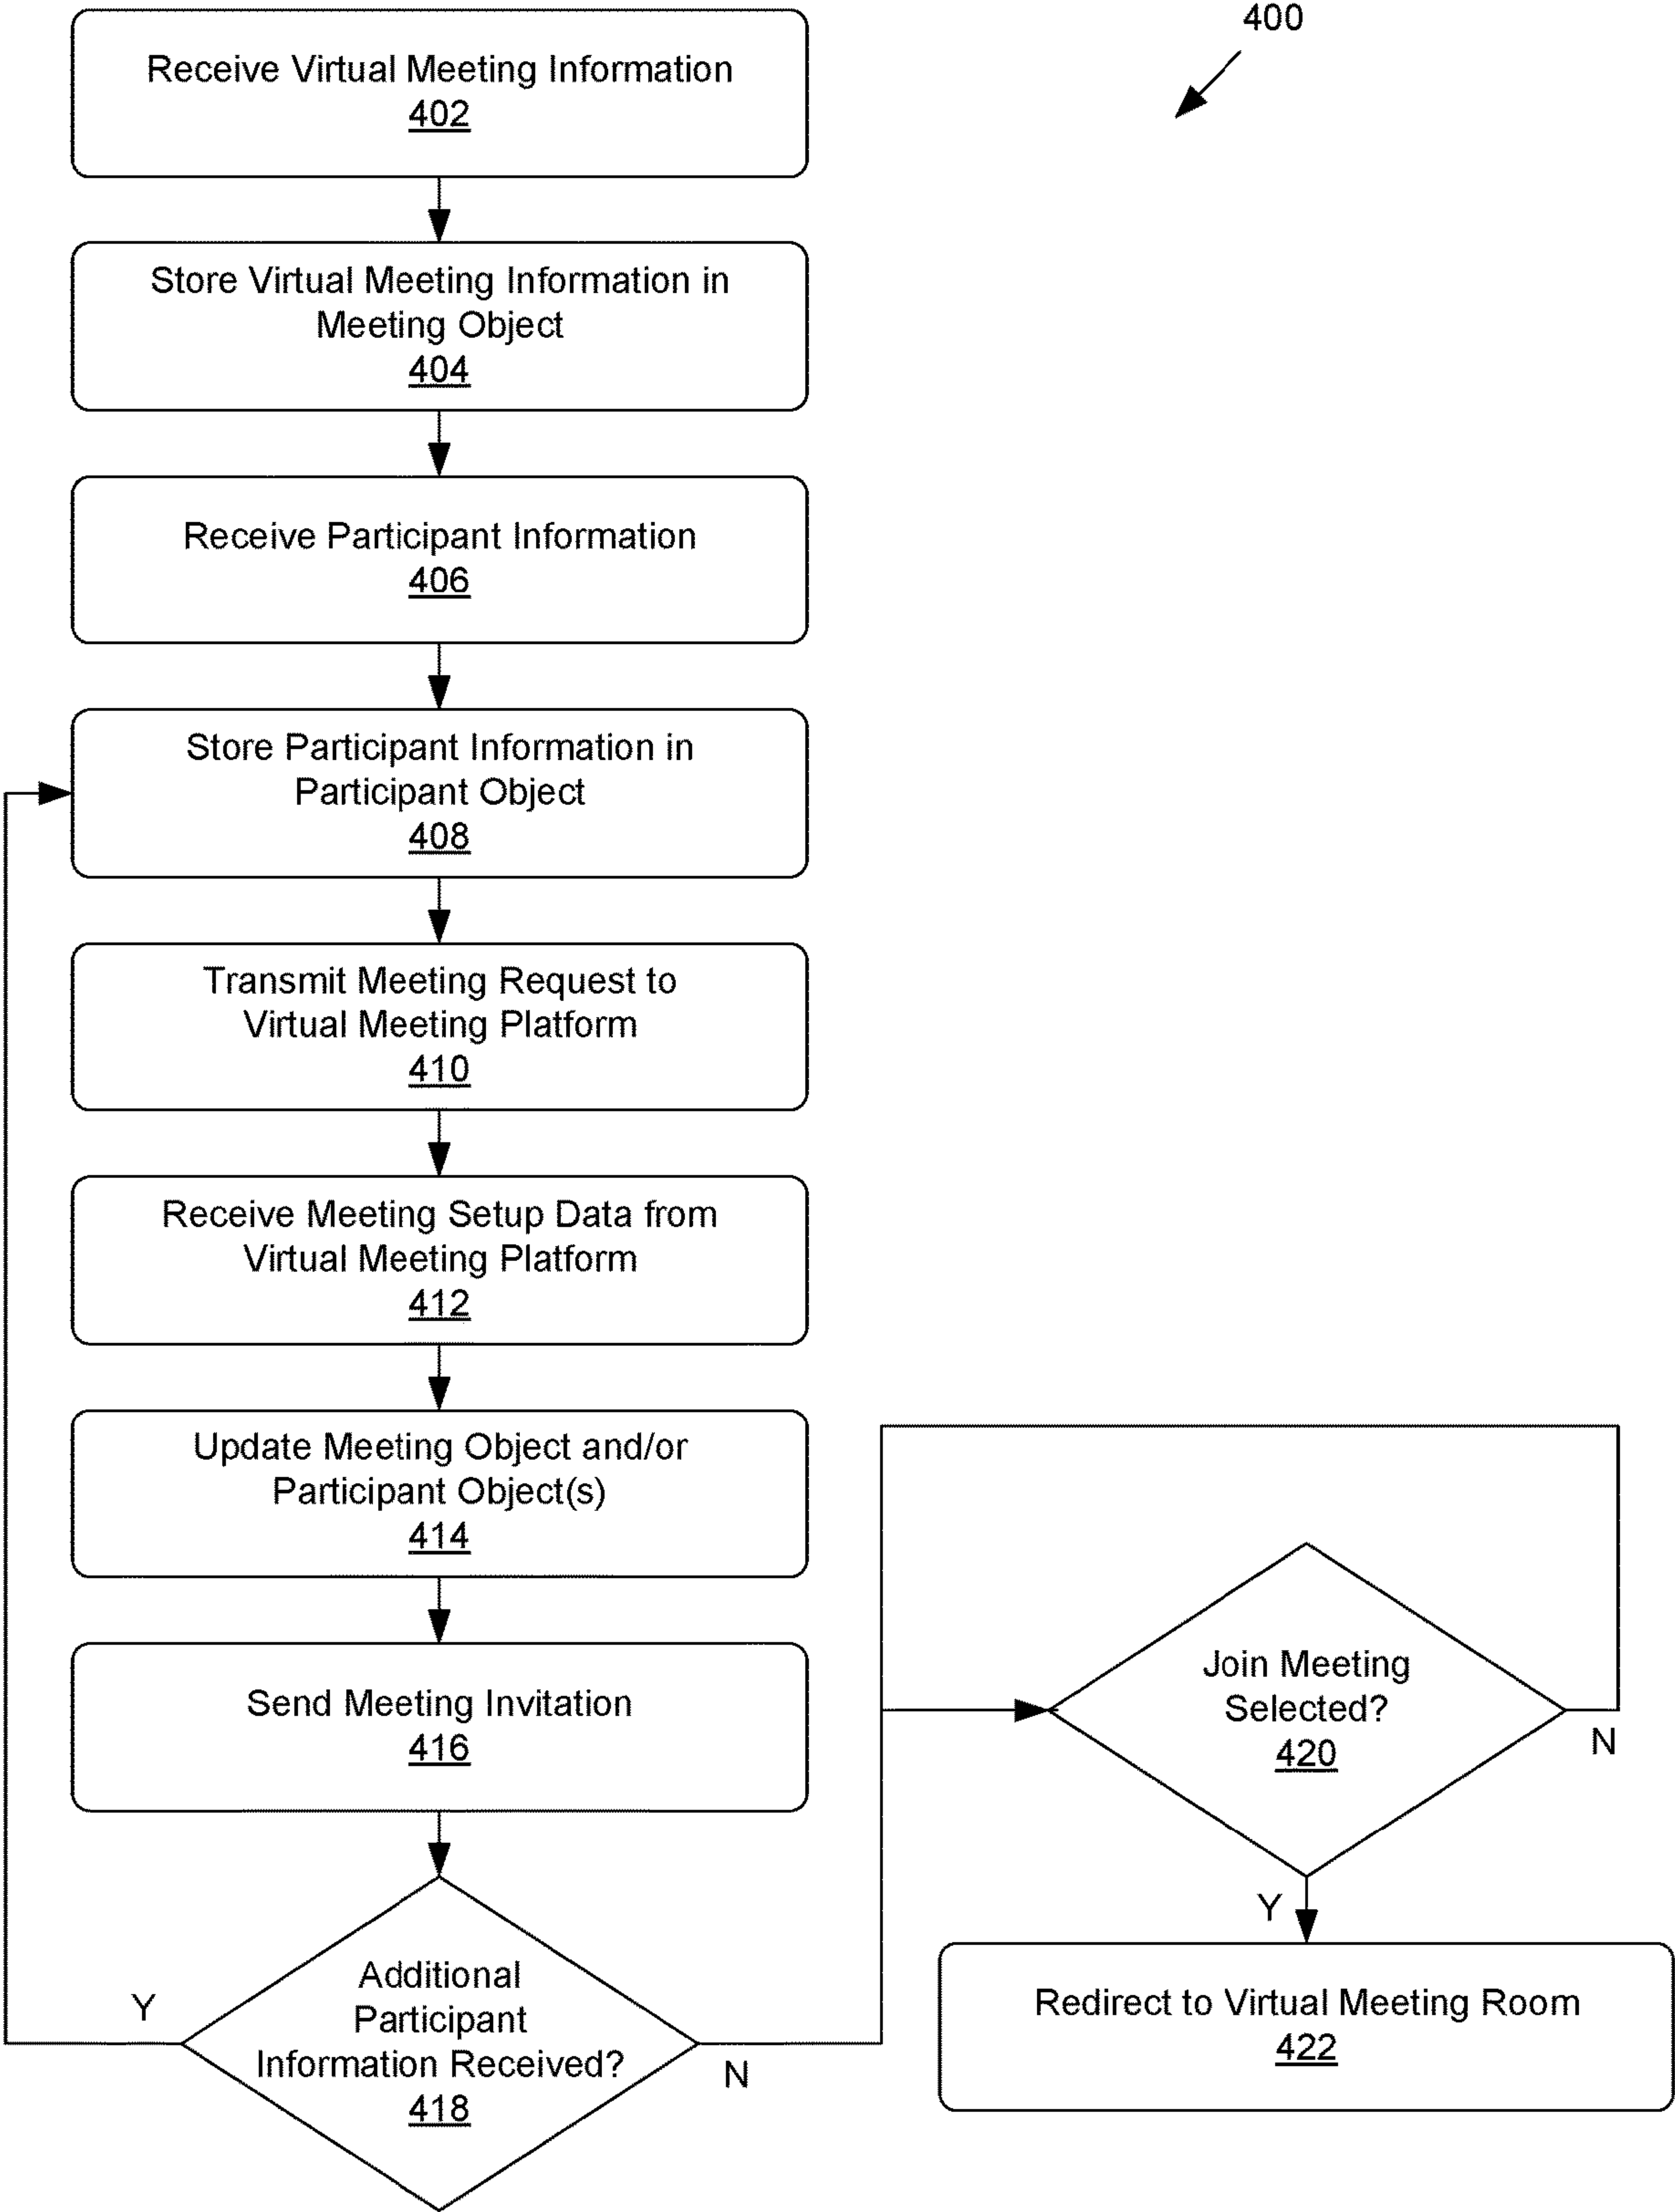 400
Receive Virtual Meeting Information
402
Store Virtual Meeting Information in
Meeting Object
404
Receive Participant Information
406
Store Participant Information in
Participant Object
408
Transmit Meeting Request to
Virtual Meeting Platform
410
Receive Meeting Setup Data from
Virtual Meeting Platform
412
Update Meeting Object and/or
Participant Object(s)
414
Send Meeting Invitation
416
Additional
Participant
Information Received?
418
Y
N
Join Meeting
Selected?
420
N
Y
Redirect to Virtual Meeting Room
422